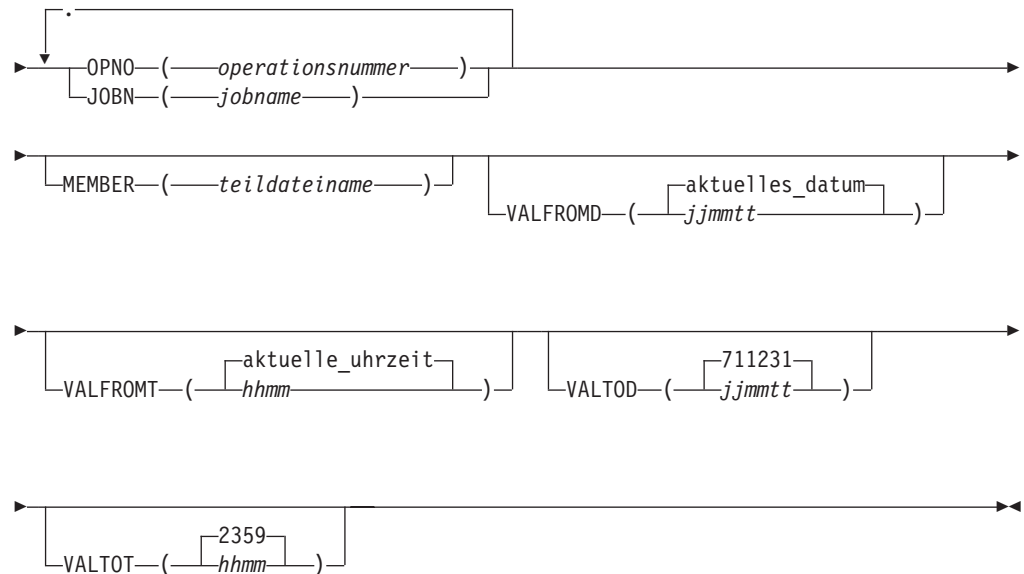 .
OPNO ( operationsnummer )
JOBN ( jobname )
MEMBER ( teildateiname )
VALFROMD ( aktuelles_datum
jjmmtt )
VALFROMT ( aktuelle_uhrzeit
hhmm )
VALTOD ( 711231
jjmmtt )
VALTOT ( 2359
hhmm )